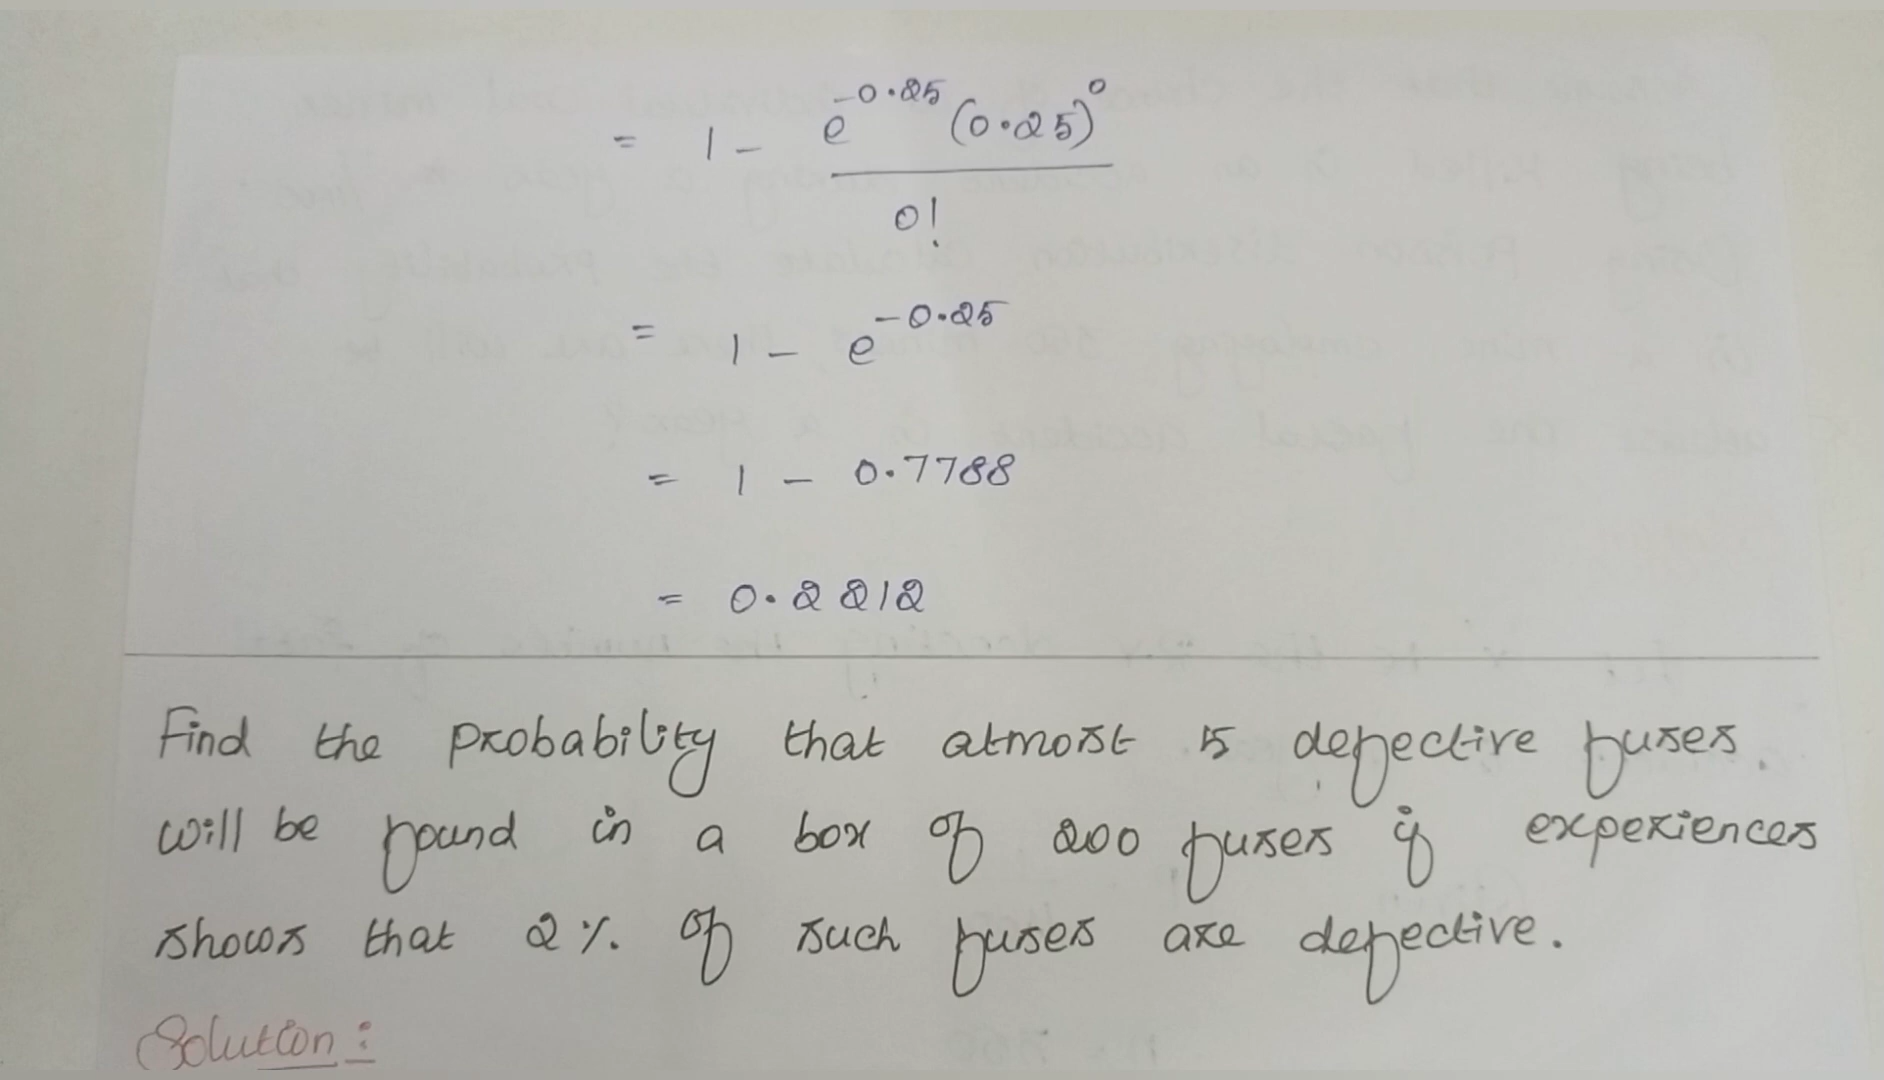 = 1 - e^-0.25 (0.25)^0
0!
= 1 - e^-0.25
= 1 - 0.7788
= 0.2212
Find the probability that atmost 5 defective fuses
will be found in a box of 200 fuses if experiences
shows that 2%. of such fuses are defective.
Solution: